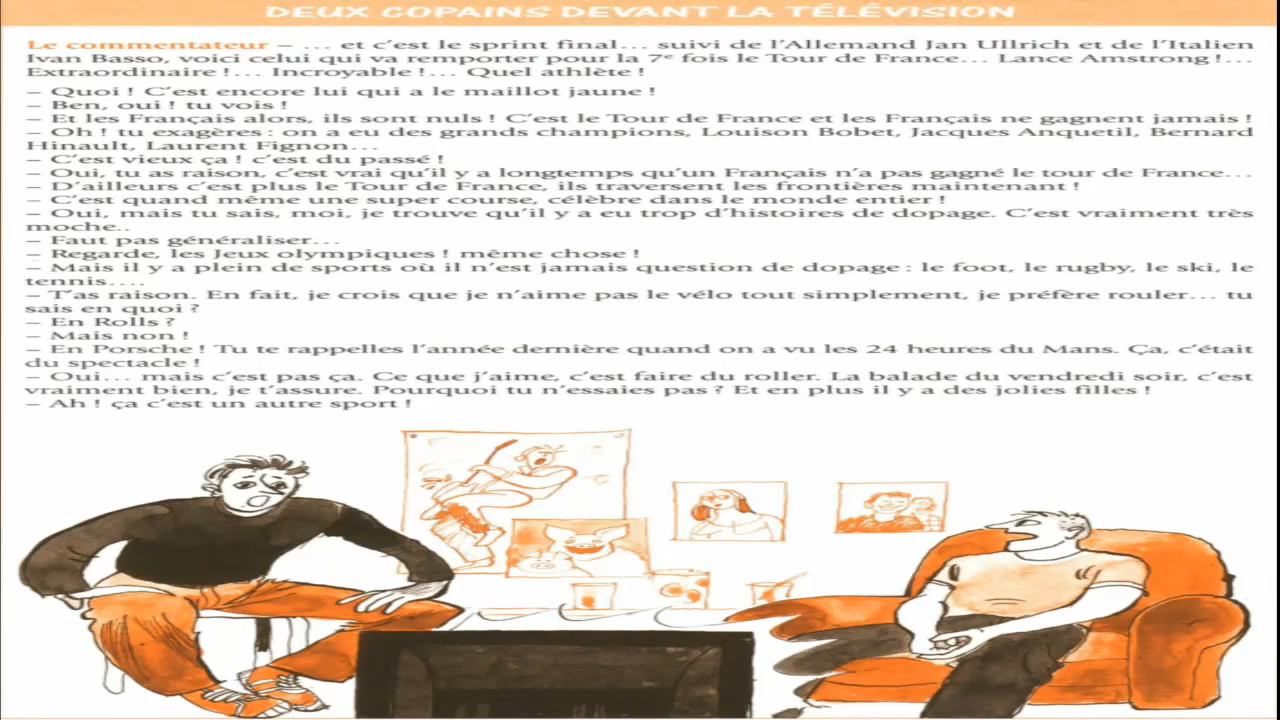 DEUX COPAINS DEVANT LA TÉLÉVISION
Le commentateur – … et c'est le sprint final… suivi de l'Allemand Jan Ullrich et de l'Italien
Ivan Basso, voici celui qui va remporter pour la 7e fois le Tour de France… Lance Amstrong !…
Extraordinaire !… Incroyable !… Quel athlète !
– Quoi ! C'est encore lui qui a le maillot jaune !
– Ben, oui ! tu vois !
– Et les Français alors, ils sont nuls ! C'est le Tour de France et les Français ne gagnent jamais !
– Oh ! tu exagères : on a eu des grands champions, Louison Bobet, Jacques Anquetil, Bernard
Hinault, Laurent Fignon…
– C'est vieux ça ! c'est du passé !
– Oui, tu as raison, c'est vrai qu'il y a longtemps qu'un Français n'a pas gagné le tour de France…
– D'ailleurs c'est plus le Tour de France, ils traversent les frontières maintenant !
– C'est quand même une super course, célèbre dans le monde entier !
– Oui, mais tu sais, moi, je trouve qu'il y a eu trop d'histoires de dopage. C'est vraiment très
moche..
– Faut pas généraliser…
– Regarde, les Jeux olympiques ! même chose !
– Mais il y a plein de sports où il n'est jamais question de dopage : le foot, le rugby, le ski, le
tennis….
– T'as raison. En fait, je crois que je n'aime pas le vélo tout simplement, je préfère rouler… tu
sais en quoi ?
– En Rolls ?
– Mais non !
– En Porsche ! Tu te rappelles l'année dernière quand on a vu les 24 heures du Mans. Ça, c'était
du spectacle !
– Oui… mais c'est pas ça. Ce que j'aime, c'est faire du roller. La balade du vendredi soir, c'est
vraiment bien, je t'assure. Pourquoi tu n'essaies pas ? Et en plus il y a des jolies filles !
– Ah ! ça c'est un autre sport !